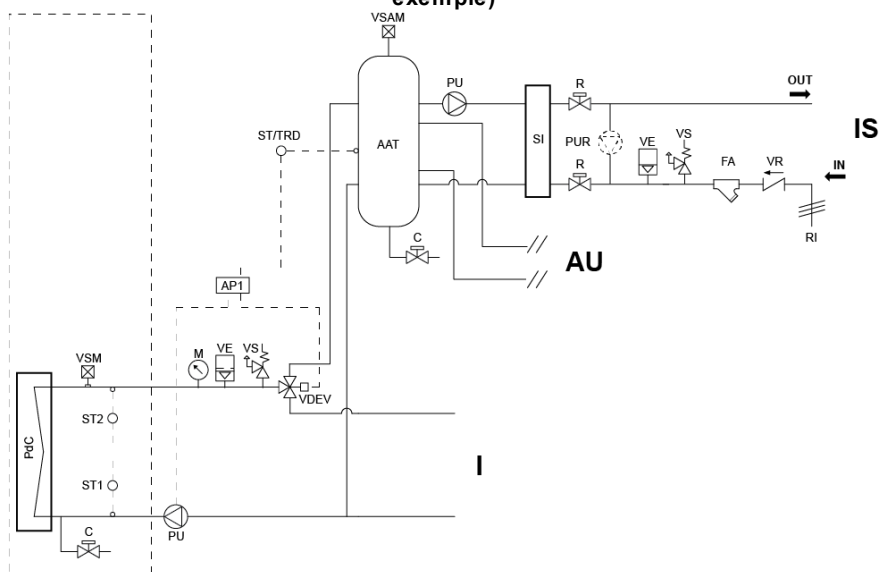 exemple)
VSAM
PU
R
OUT
IS
ST/TRD
AAT
SI
PUR
VE
VS
FA
VR
IN
R
RI
C
AU
AP1
VSM
M
VE
VS
VDEV
ST2
PdC
I
ST1
C
PU